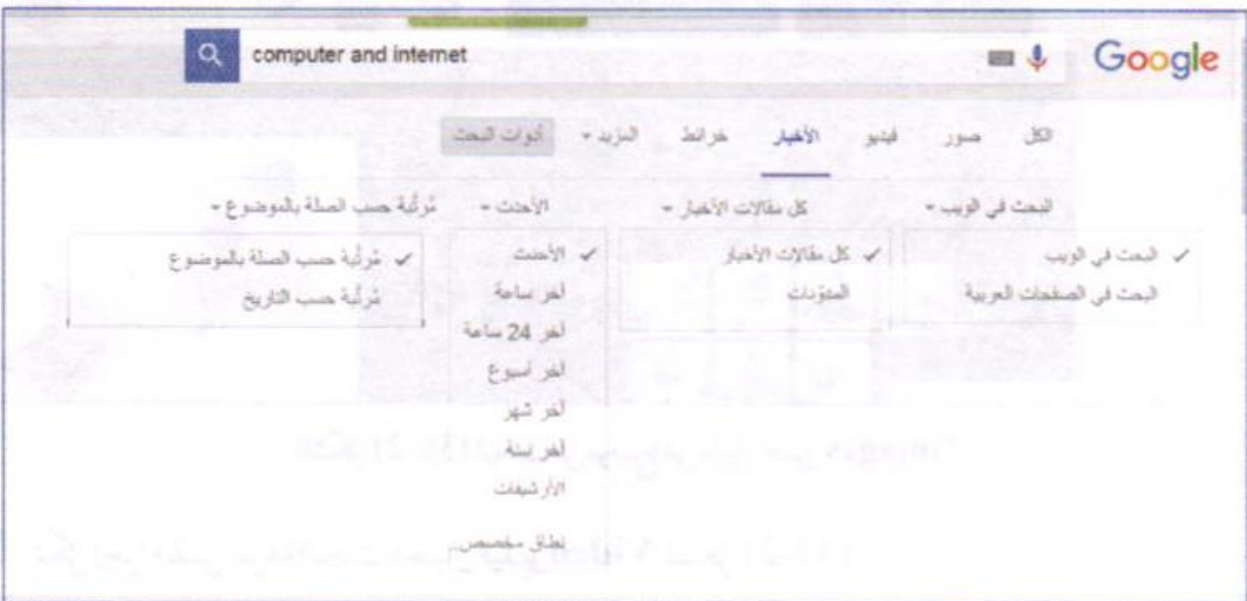 Google computer and internet
الكل صور فيديو الأخبار خرائط المزيد أدوات البحث
البحث في الويب كل مقالات الأخبار الأحدث مُرتَّبة حسب الصلة بالموضوع
البحث في الويب كل مقالات الأخبار الأحدث مُرتَّبة حسب الصلة بالموضوع
البحث في الصفحات العربية المدوّنات آخر ساعة مُرتَّبة حسب التاريخ
آخر 24 ساعة
آخر أسبوع
آخر شهر
آخر سنة
الأرشيفات
نطاق مخصص...